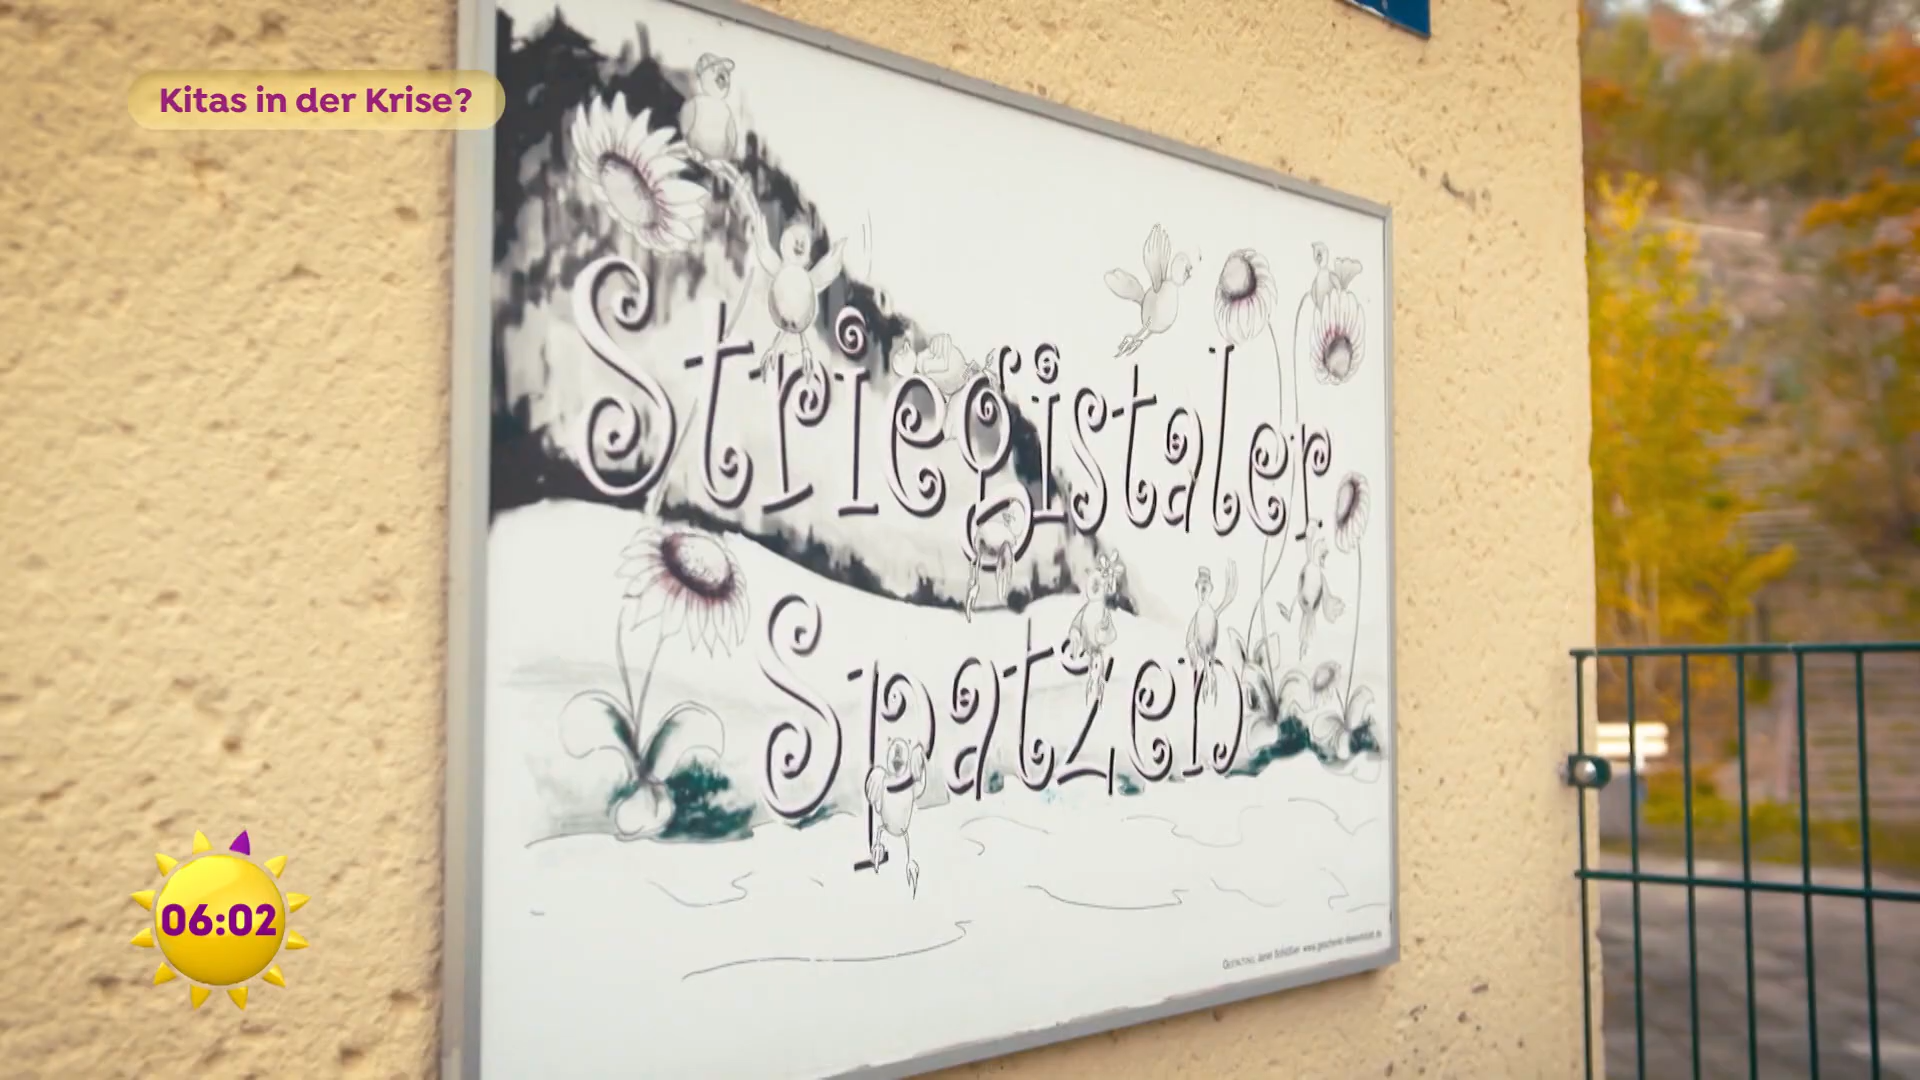 Kitas in der Krise?
Striegistaler
Spatzen
06:02